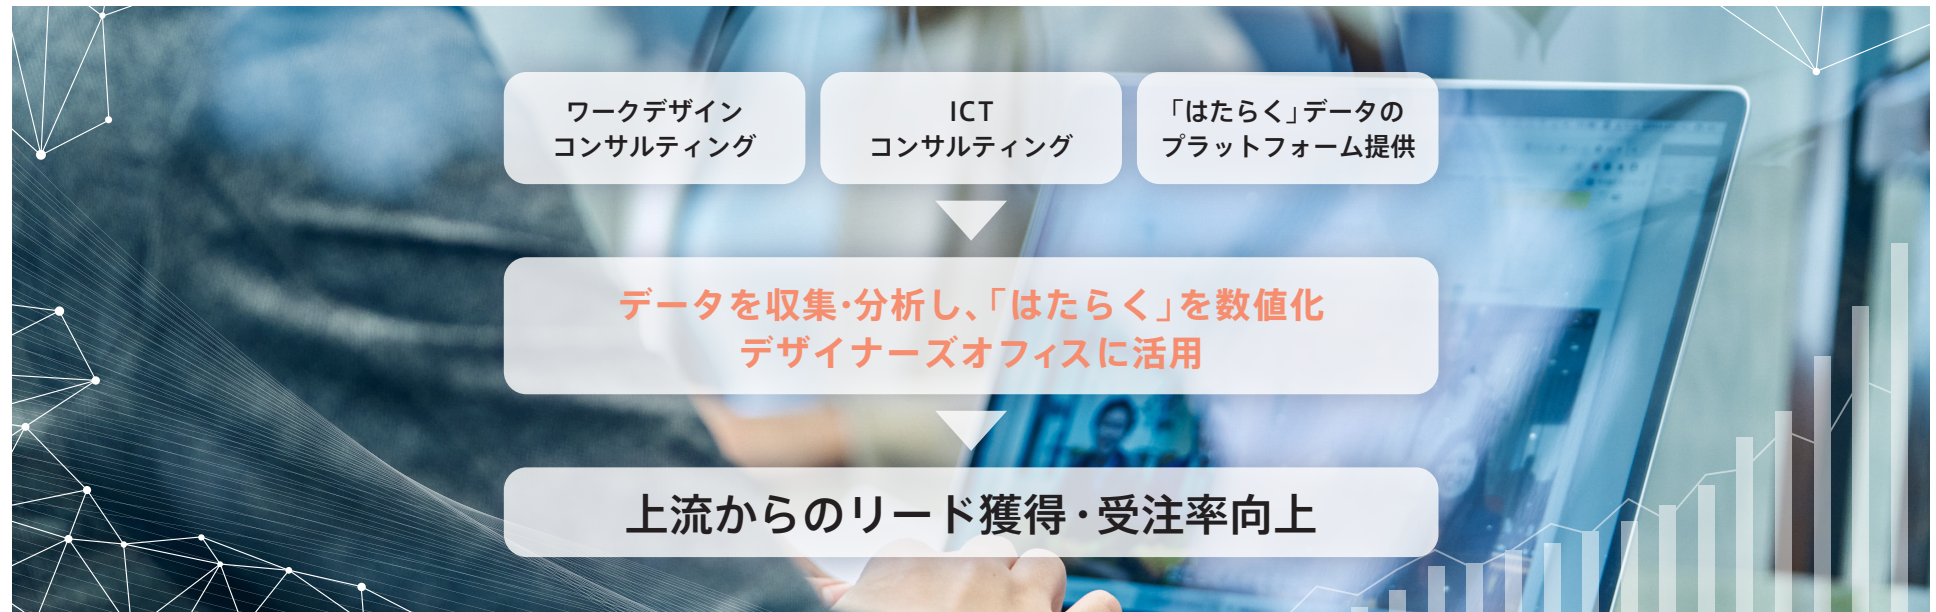 ワークデザイン
コンサルティング
ICT
コンサルティング
「はたらく」データの
プラットフォーム提供
データを収集・分析し、「はたらく」を数値化
デザイナーズオフィスに活用
上流からのリード獲得・受注率向上